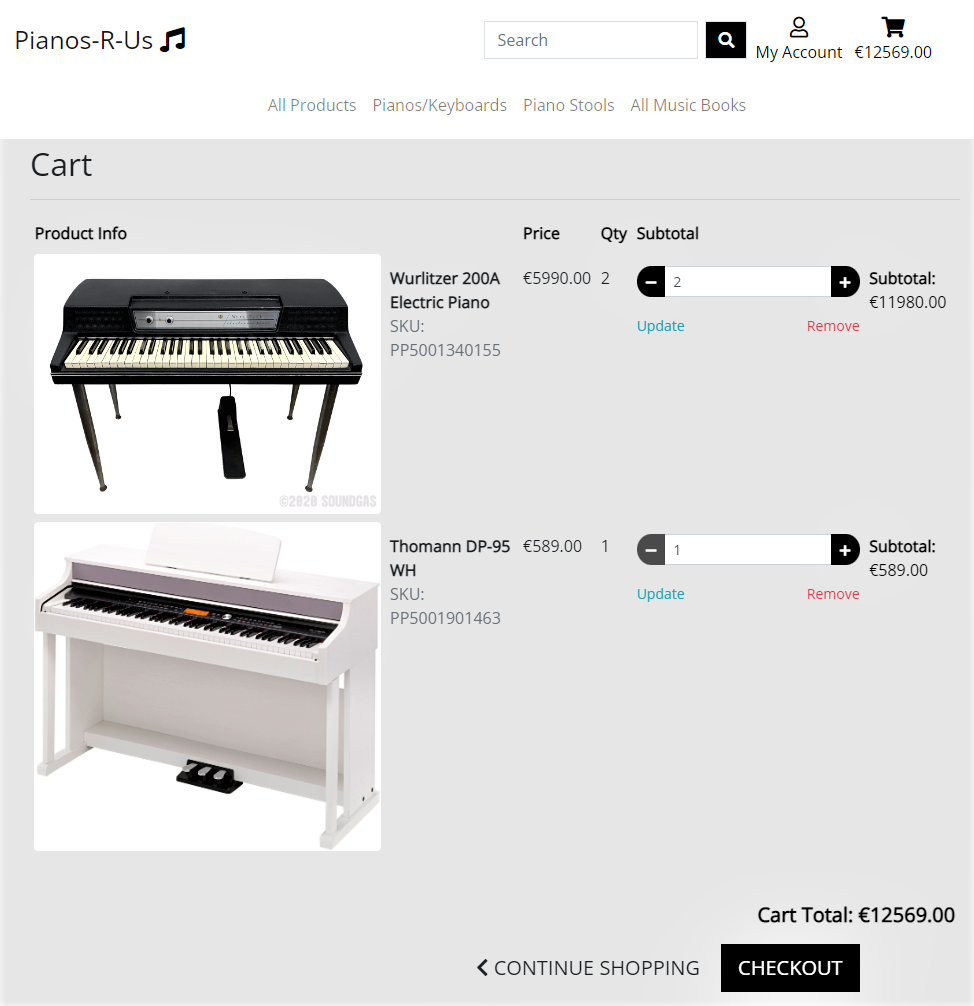 Pianos-R-Us
Search
My Account
€12569.00
All Products
Pianos/Keyboards
Piano Stools
All Music Books
Cart
Product Info
Price
Qty
Subtotal
Wurlitzer 200A
Electric Piano
SKU:
PP5001340155
€5990.00
2
2
Update
Remove
Subtotal:
€11980.00
©2020 SOUNDGAS
Thomann DP-95
WH
SKU:
PP5001901463
€589.00
1
1
Update
Remove
Subtotal:
€589.00
Cart Total: €12569.00
CONTINUE SHOPPING
CHECKOUT